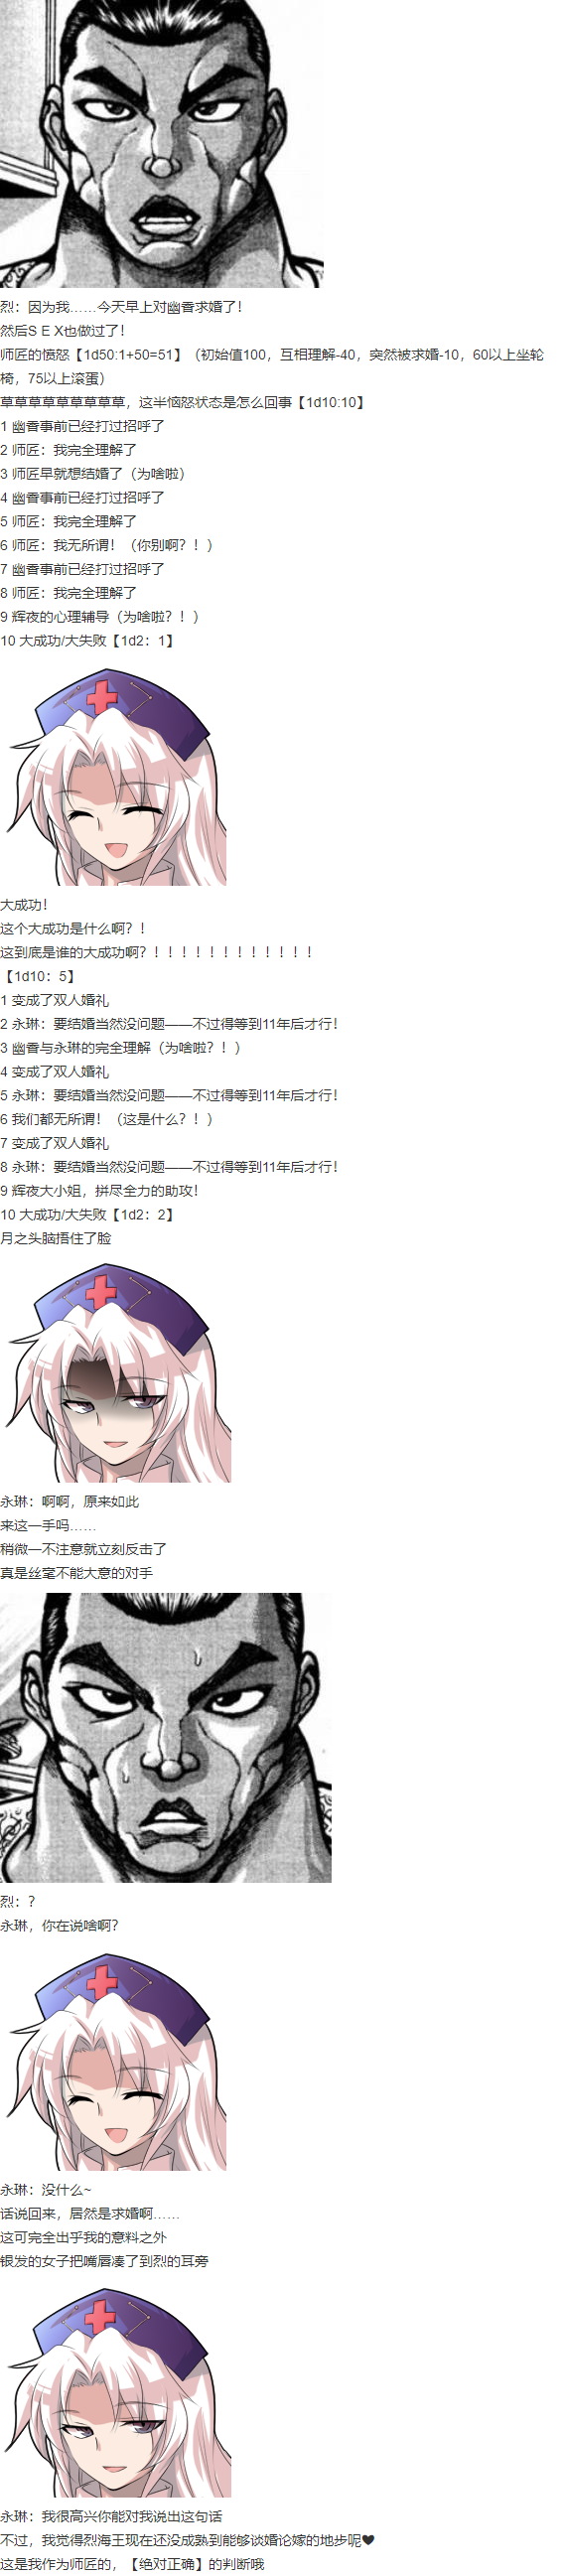 烈：因为我……今天早上对幽香求婚了！
然后S E X也做过了！
师匠的愤怒【1d50:1+50=51】（初始值100，互相理解-40，突然被求婚-10，60以上坐轮
椅，75以上滚蛋）
草草草草草草草草草，这半恼怒状态是怎么回事【1d10:10】
1 幽香事前已经打过招呼了
2 师匠：我完全理解了
3 师匠早就想结婚了（为啥啦）
4 幽香事前已经打过招呼了
5 师匠：我完全理解了
6 师匠：我无所谓！（你别啊？！）
7 幽香事前已经打过招呼了
8 师匠：我完全理解了
9 辉夜的心理辅导（为啥啦？！）
10 大成功/大失败【1d2：1】
大成功！
这个大成功是什么啊？！
这到底是谁的大成功啊？！！！！！！！！！！！！
【1d10：5】
1 变成了双人婚礼
2 永琳：要结婚当然没问题——不过得等到11年后才行！
3 幽香与永琳的完全理解（为啥啦？！）
4 变成了双人婚礼
5 永琳：要结婚当然没问题——不过得等到11年后才行！
6 我们都无所谓！（这是什么？！）
7 变成了双人婚礼
8 永琳：要结婚当然没问题——不过得等到11年后才行！
9 辉夜大小姐，拼尽全力的助攻！
10 大成功/大失败【1d2：2】
月之头脑捂住了脸
永琳：啊啊，原来如此
来这一手吗……
稍微一不注意就立刻反击了
真是丝毫不能大意的对手
烈：？
永琳，你在说啥啊？
永琳：没什么~
话说回来，居然是求婚啊……
这可完全出乎我的意料之外
银发的女子把嘴唇凑了到烈的耳旁
永琳：我很高兴你能对我说出这句话
不过，我觉得烈海王现在还没成熟到能够谈婚论嫁的地步呢❤
这是我作为师匠的，【绝对正确】的判断哦